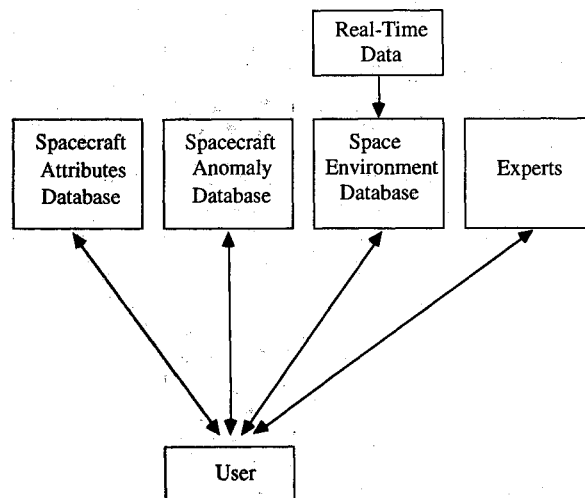 Real-Time
Data
Spacecraft
Attributes
Database
Spacecraft
Anomaly
Database
Space
Environment
Database
Experts
User